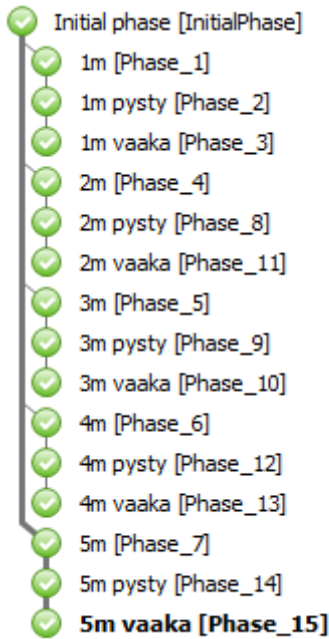 Initial phase [InitialPhase]
1m [Phase_1]
1m pysty [Phase_2]
1m vaaka [Phase_3]
2m [Phase_4]
2m pysty [Phase_8]
2m vaaka [Phase_11]
3m [Phase_5]
3m pysty [Phase_9]
3m vaaka [Phase_10]
4m [Phase_6]
4m pysty [Phase_12]
4m vaaka [Phase_13]
5m [Phase_7]
5m pysty [Phase_14]
5m vaaka [Phase_15]